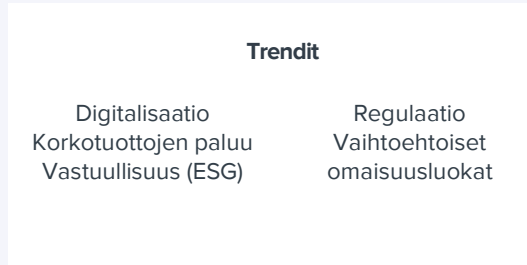 Trendit
Digitalisaatio
Korkotuottojen paluu
Vastuullisuus (ESG)
Regulaatio
Vaihtoehtoiset
omaisuusluokat